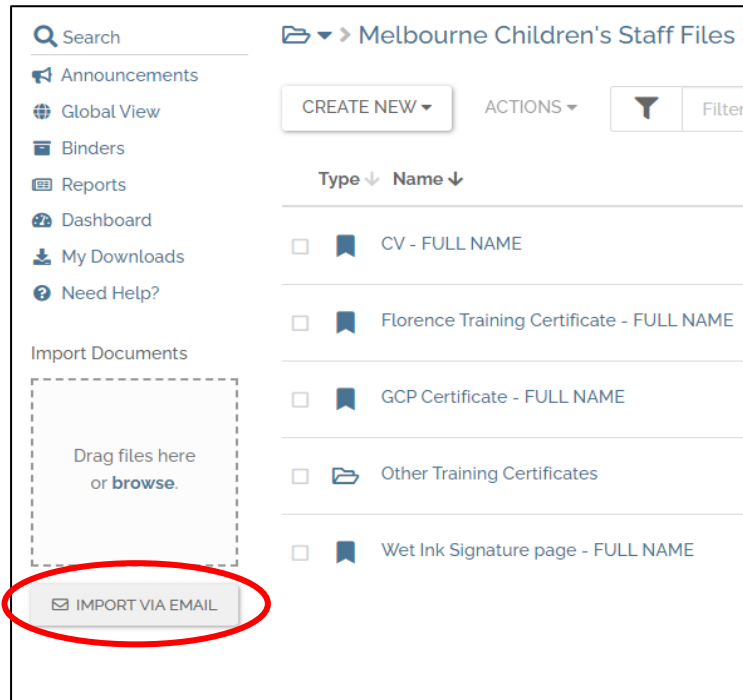 Search
Announcements
Global View
Binders
Reports
Dashboard
My Downloads
Need Help?
Import Documents
Drag files here
or browse.
IMPORT VIA EMAIL
> Melbourne Children's Staff Files
CREATE NEW
ACTIONS
Filter
Type Name
CV - FULL NAME
Florence Training Certificate - FULL NAME
GCP Certificate - FULL NAME
Other Training Certificates
Wet Ink Signature page - FULL NAME